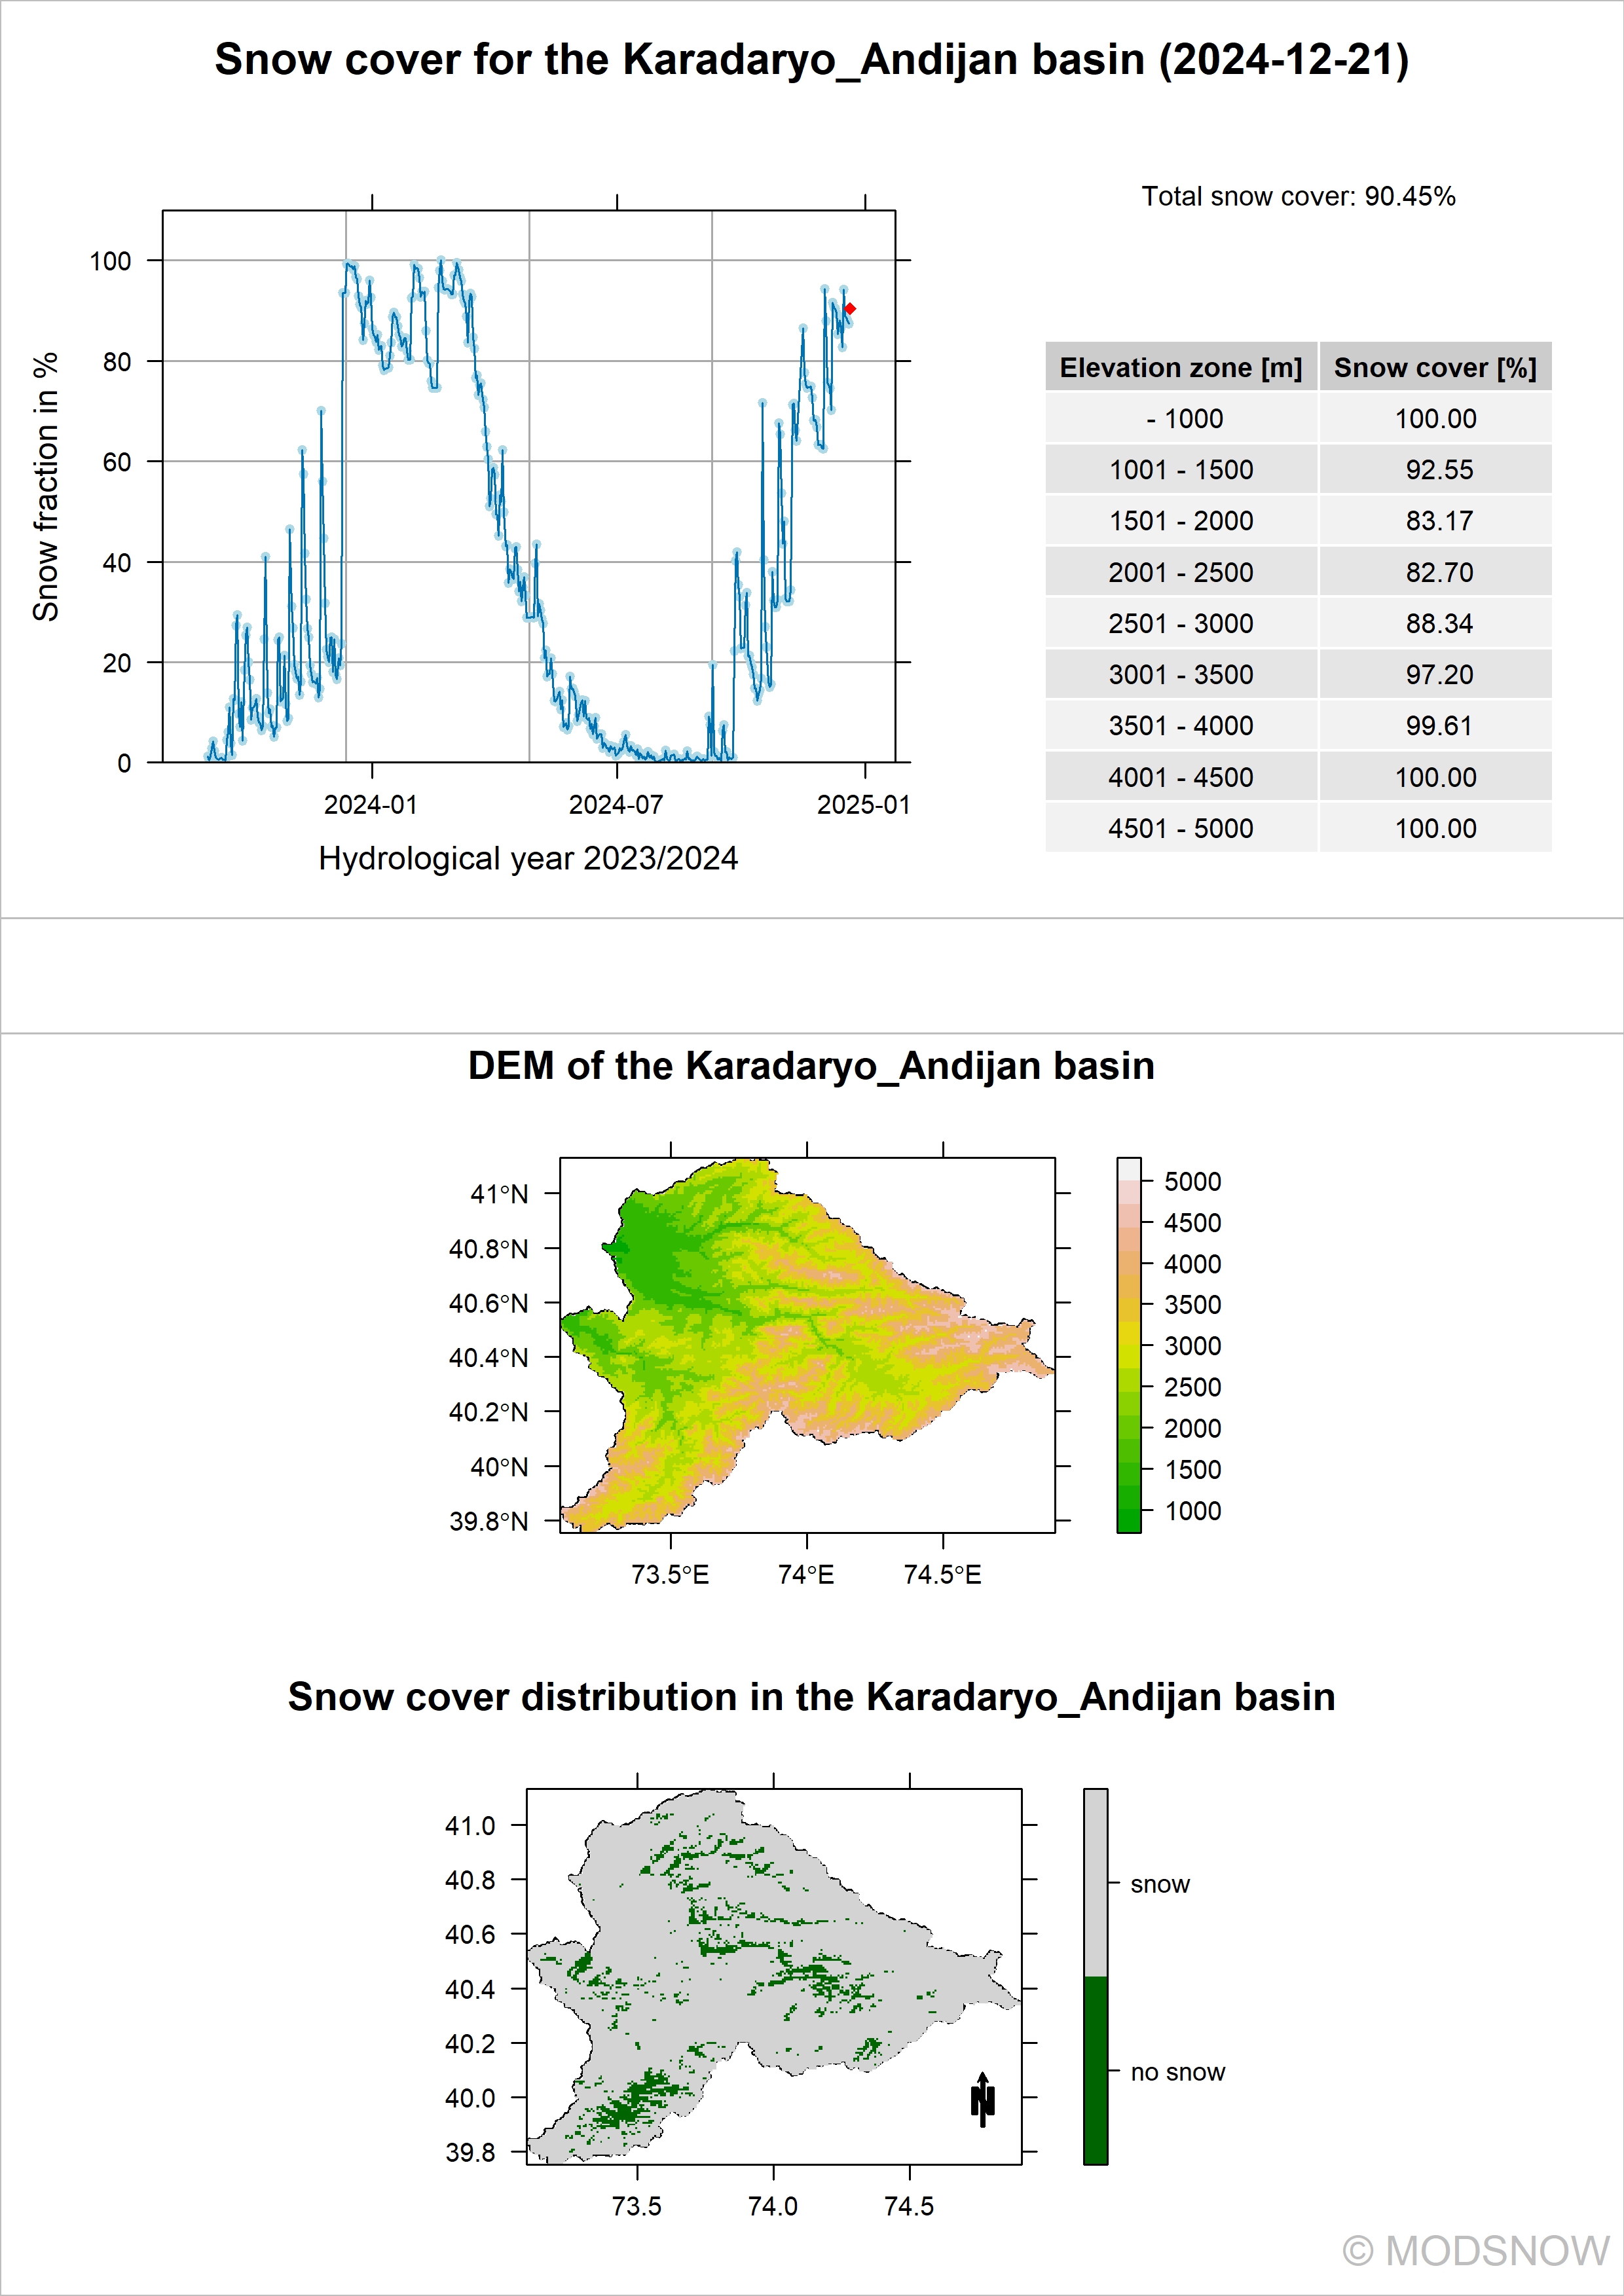 Snow cover for the Karadaryo_Andijan basin (2024-12-21)
Total snow cover: 90.45%
Snow fraction in %
100
80
60
40
20
0
2024-01 2024-07 2025-01
Hydrological year 2023/2024
Elevation zone [m] Snow cover [%]
- 1000 100.00
1001 - 1500 92.55
1501 - 2000 83.17
2001 - 2500 82.70
2501 - 3000 88.34
3001 - 3500 97.20
3501 - 4000 99.61
4001 - 4500 100.00
4501 - 5000 100.00
DEM of the Karadaryo_Andijan basin
41°N
40.8°N
40.6°N
40.4°N
40.2°N
40°N
39.8°N
73.5°E 74°E 74.5°E
5000
4500
4000
3500
3000
2500
2000
1500
1000
Snow cover distribution in the Karadaryo_Andijan basin
41.0
40.8
40.6
40.4
40.2
40.0
39.8
73.5 74.0 74.5
N
snow
no snow
© MODSNOW